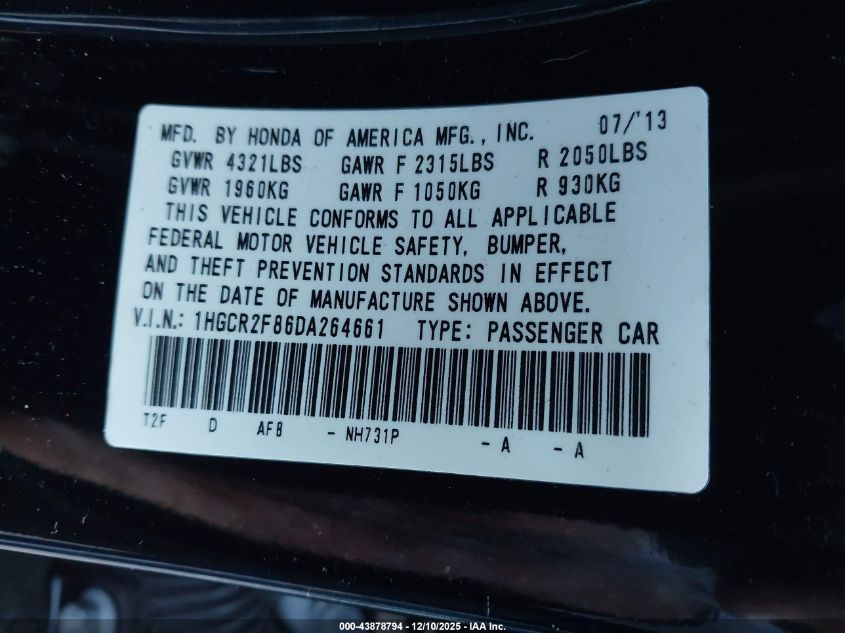 MFD. BY HONDA OF AMERICA MFG., INC. 07/'13
GVWR 4321LBS GAWR F 2315LBS R 2050LBS
GVWR 1960KG GAWR F 1050KG R 930KG
THIS VEHICLE CONFORMS TO ALL APPLICABLE
FEDERAL MOTOR VEHICLE SAFETY, BUMPER,
AND THEFT PREVENTION STANDARDS IN EFFECT
ON THE DATE OF MANUFACTURE SHOWN ABOVE.
V.I.N.: 1HGCR2F86DA264661 TYPE: PASSENGER CAR
T2F D AF8 - NH731P - A - A
000-43878794 - 12/10/2025 - IAA Inc.